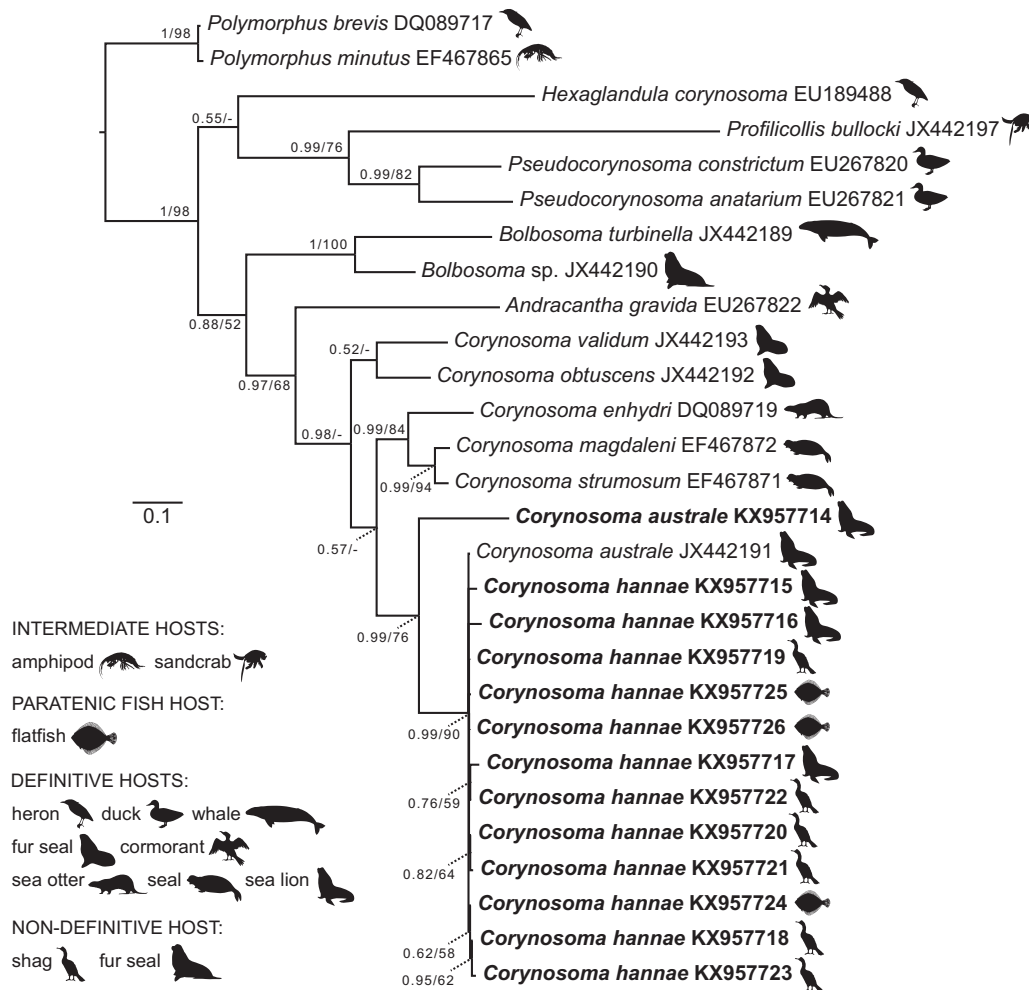 Polymorphus brevis DQ089717
1/98
Polymorphus minutus EF467865
Hexaglandula corynosoma EU189488
0.55/-
Profilicollis bullocki JX442197
0.99/76
Pseudocorynosoma constrictum EU267820
0.99/82
Pseudocorynosoma anatarium EU267821
1/98
Bolbosoma turbinella JX442189
1/100
Bolbosoma sp. JX442190
Andracantha gravida EU267822
0.88/52
Corynosoma validum JX442193
0.52/-
Corynosoma obtuscens JX442192
0.97/68
Corynosoma enhydri DQ089719
0.99/84
0.98/-
Corynosoma magdaleni EF467872
Corynosoma strumosum EF467871
0.99/94
0.1
Corynosoma australe KX957714
0.57/-
Corynosoma australe JX442191
Corynosoma hannae KX957715
Corynosoma hannae KX957716
0.99/76
Corynosoma hannae KX957719
Corynosoma hannae KX957725
Corynosoma hannae KX957726
0.99/90
Corynosoma hannae KX957717
Corynosoma hannae KX957722
0.76/59
Corynosoma hannae KX957720
Corynosoma hannae KX957721
0.82/64
Corynosoma hannae KX957724
Corynosoma hannae KX957718
0.62/58
Corynosoma hannae KX957723
0.95/62
INTERMEDIATE HOSTS:
amphipod sandcrab
PARATENIC FISH HOST:
flatfish
DEFINITIVE HOSTS:
heron duck whale
fur seal cormorant
sea otter seal sea lion
NON-DEFINITIVE HOST:
shag fur seal